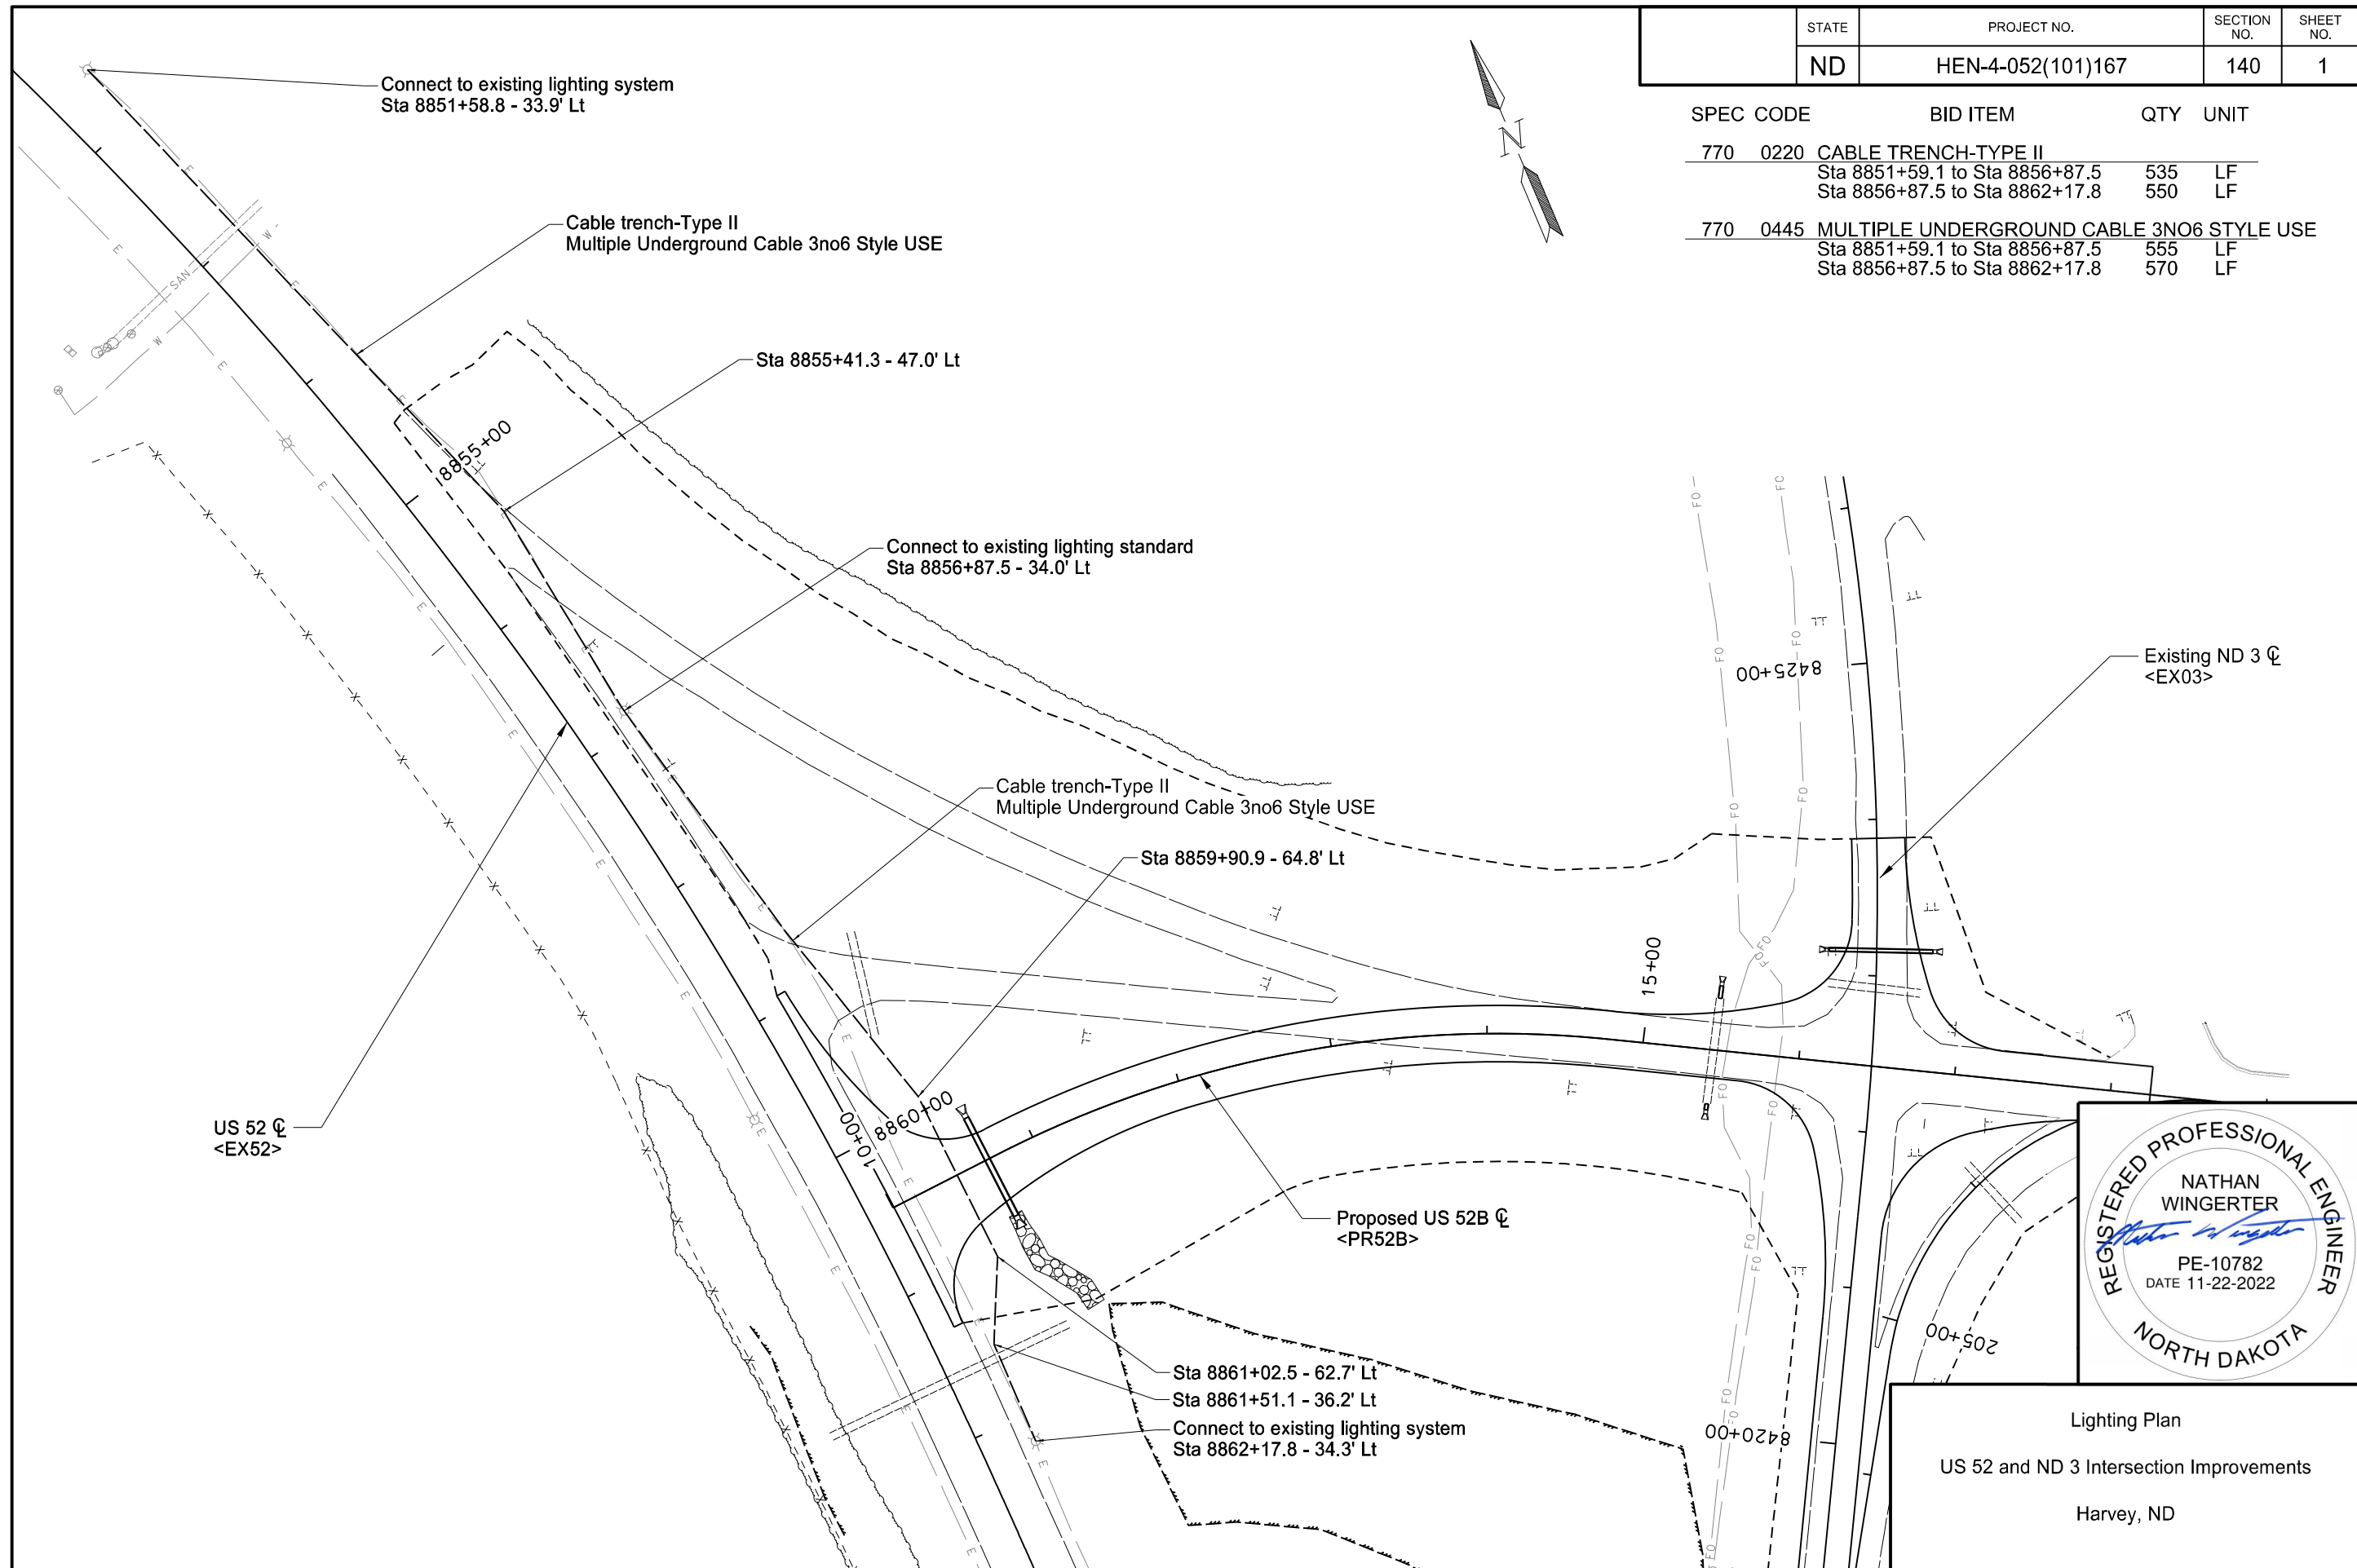 STATE PROJECT NO. SECTION NO. SHEET NO.
ND HEN-4-052(101)167 140 1
SPEC CODE BID ITEM QTY UNIT
770 0220 CABLE TRENCH-TYPE II
Sta 8851+59.1 to Sta 8856+87.5 535 LF
Sta 8856+87.5 to Sta 8862+17.8 550 LF
770 0445 MULTIPLE UNDERGROUND CABLE 3NO6 STYLE USE
Sta 8851+59.1 to Sta 8856+87.5 555 LF
Sta 8856+87.5 to Sta 8862+17.8 570 LF
N
Connect to existing lighting system
Sta 8851+58.8 - 33.9' Lt
Cable trench-Type II
Multiple Underground Cable 3no6 Style USE
SAN
Sta 8855+41.3 - 47.0' Lt
8855+00
Connect to existing lighting standard
Sta 8856+87.5 - 34.0' Lt
8425+00
Existing ND 3 ℄
<EX03>
Cable trench-Type II
Multiple Underground Cable 3no6 Style USE
Sta 8859+90.9 - 64.8' Lt
15+00
8860+00
10+00
US 52 ℄
<EX52>
Proposed US 52B ℄
<PR52B>
Sta 8861+02.5 - 62.7' Lt
Sta 8861+51.1 - 36.2' Lt
Connect to existing lighting system
Sta 8862+17.8 - 34.3' Lt
8420+00
205+00
REGISTERED PROFESSIONAL ENGINEER
NATHAN
WINGERTER
PE-10782
DATE 11-22-2022
NORTH DAKOTA
Lighting Plan
US 52 and ND 3 Intersection Improvements
Harvey, ND